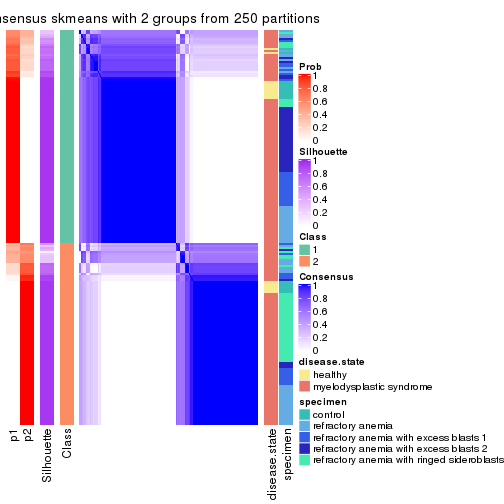 nsensus skmeans with 2 groups from 250 partitions
Prob
1
0.8
0.6
0.4
0.2
0
Silhouette
1
0.8
0.6
0.4
0.2
0
Class
1
2
Consensus
1
0.8
0.6
0.4
0.2
0
disease.state
healthy
myelodysplastic syndrome
specimen
control
refractory anemia
refractory anemia with excess blasts 1
refractory anemia with excess blasts 2
refractory anemia with ringed sideroblasts
p1
p2
Silhouette
Class
disease.state
specimen